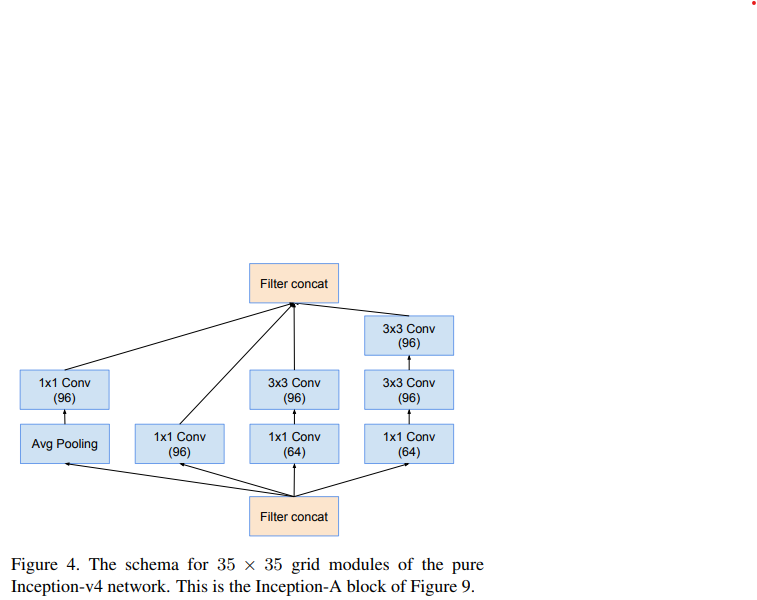 Filter concat
3x3 Conv
(96)
1x1 Conv
(96)
3x3 Conv
(96)
3x3 Conv
(96)
Avg Pooling
1x1 Conv
(96)
1x1 Conv
(64)
1x1 Conv
(64)
Filter concat
Figure 4. The schema for 35 × 35 grid modules of the pure
Inception-v4 network. This is the Inception-A block of Figure 9.